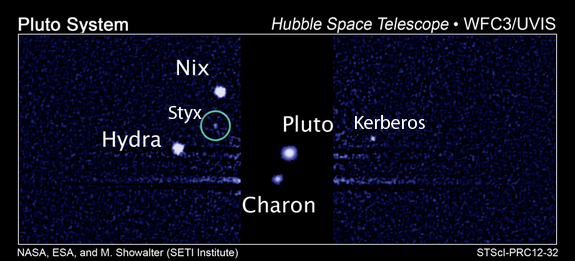 Pluto System
Hubble Space Telescope • WFC3/UVIS
Nix
Styx
Hydra
Pluto
Kerberos
Charon
NASA, ESA, and M. Showalter (SETI Institute)
STScI-PRC12-32